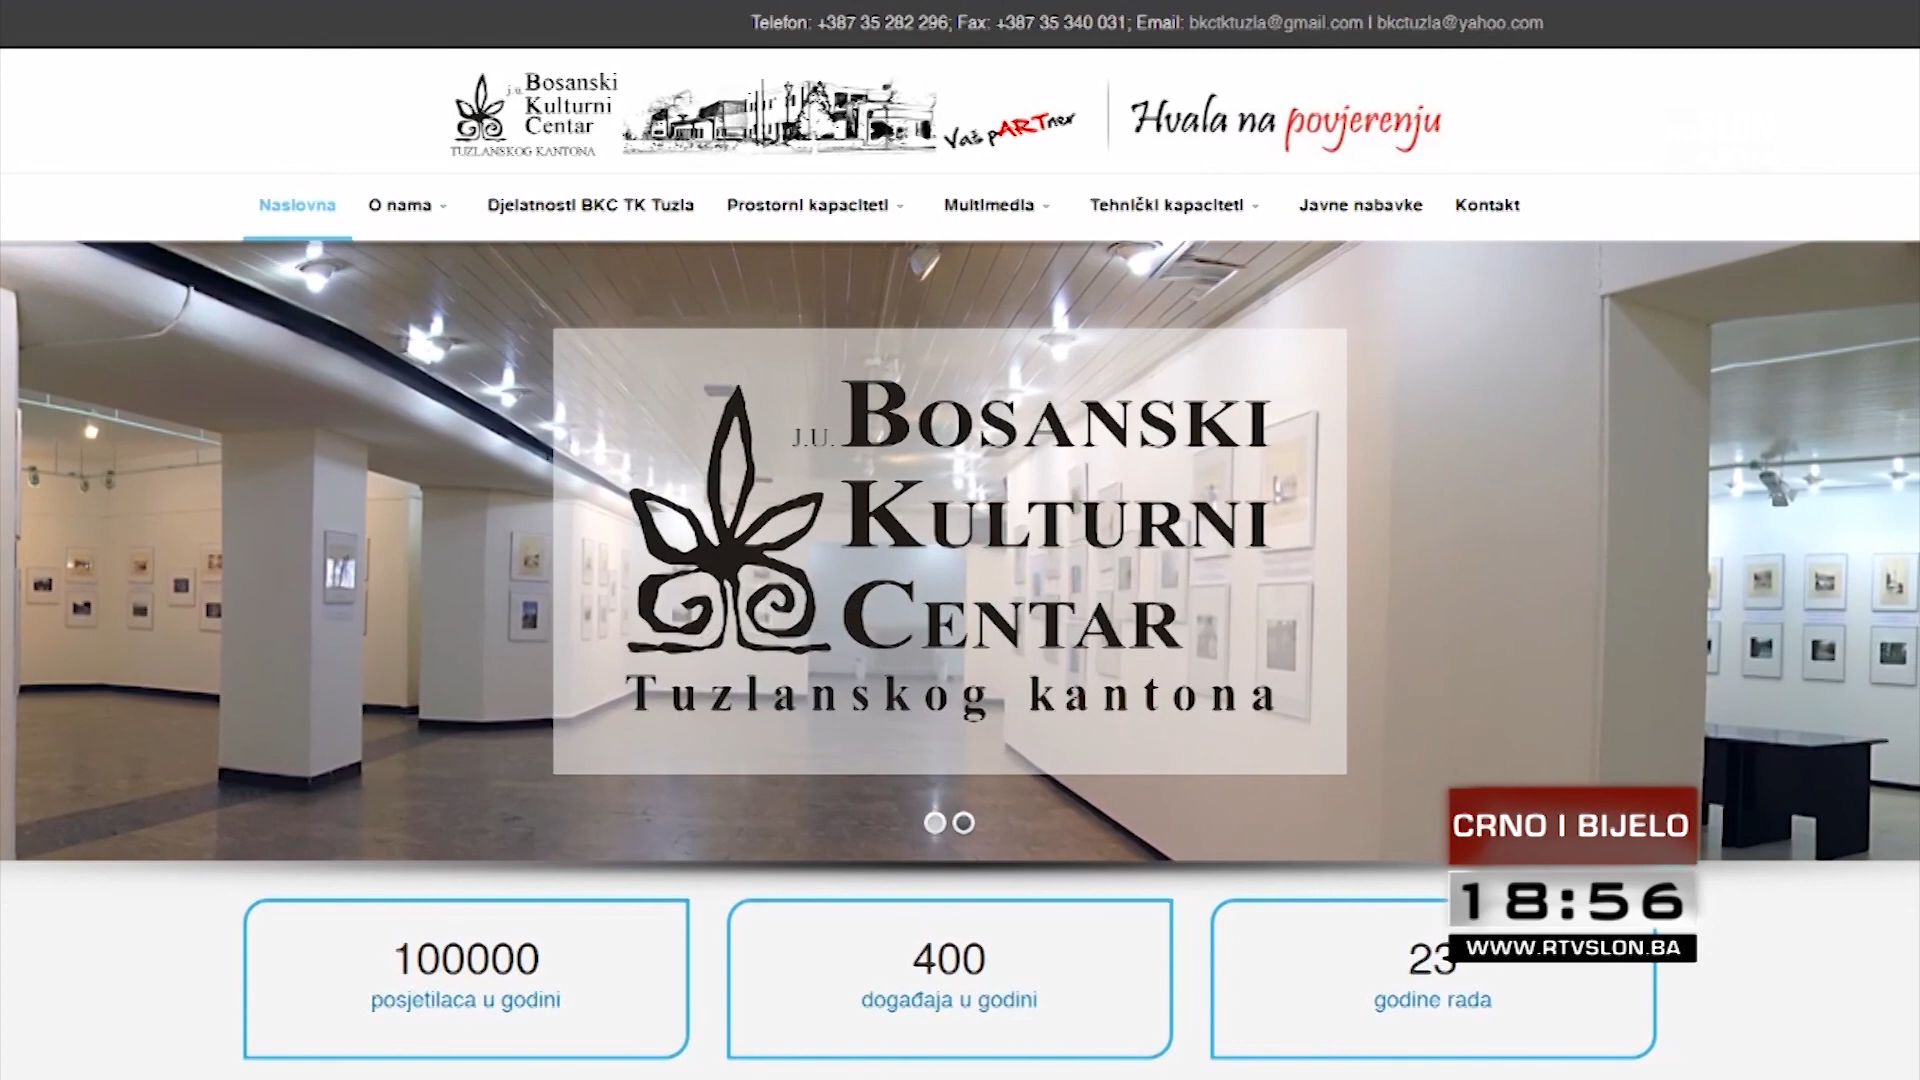 Telefon: +387 35 282 296; Fax: +387 35 340 031; Email: bkctktuzla@gmail.com I bkctuzla@yahoo.com
j.u. Bosanski
Kulturni
Centar
TUZLANSKOG KANTONA
Vaš pARTner
Hvala na povjerenju
Naslovna O nama Djelatnosti BKC TK Tuzla Prostorni kapaciteti Multimedia Tehnički kapaciteti Javne nabavke Kontakt
J.U. BOSANSKI
KULTURNI
CENTAR
Tuzlanskog kantona
CRNO I BIJELO
18:56
WWW.RTVSLON.BA
100000
posjetilaca u godini
400
događaja u godini
23
godine rada